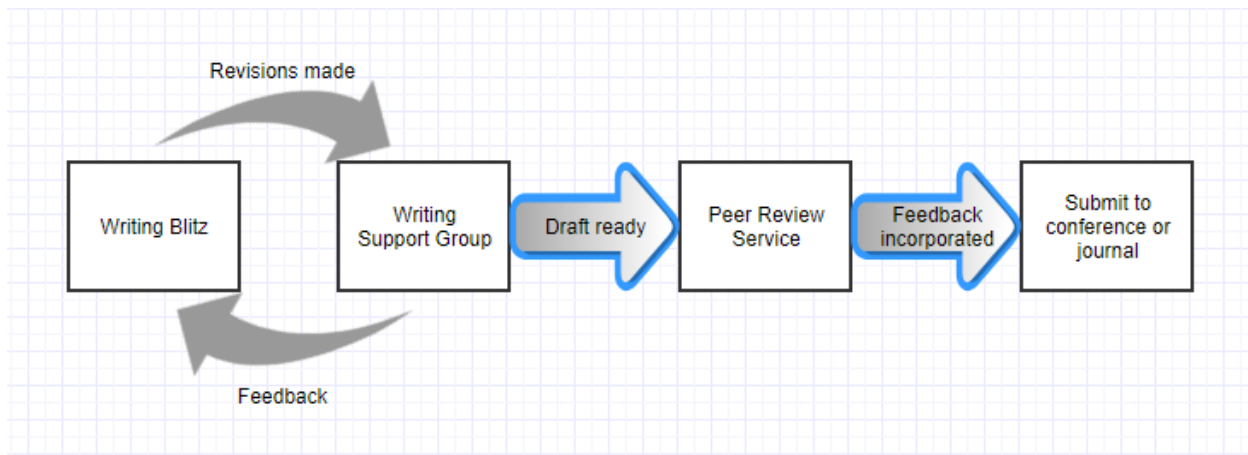 Revisions made
Writing Blitz
Writing
Support Group
Draft ready
Peer Review
Service
Feedback
incorporated
Submit to
conference or
journal
Feedback